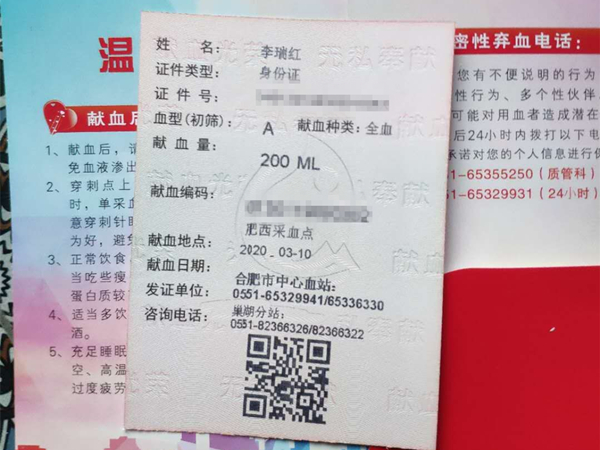 温
姓 名：李瑞红
证件类型：身份证
证 件 号：
血型(初筛)：A 献血种类：全血
献 血 量：200 ML
献血编码：
献血地点：肥西采血点
献血日期：2020.03-10
发证单位：合肥市中心血站：
0551-65329941/65336330
咨询电话：巢湖分站：
0551-82366326/82366322
无私奉献
献血后
1、献血后，
免血液渗出
2、穿刺点上
时，单采血
意穿刺针眼
为好，避免
3、正常饮食
当吃些瘦
蛋白质较
4、适当多饮
酒。
5、充足睡眠
空、高温
过度疲劳
密性弃血电话：
您有不便说明的行为
性行为、多个性伙伴
可能对用血者造成潜在
后24小时内拨打以下电
承诺对您的个人信息进行保
51-65355250（质管科）
51-65329931（24小时）